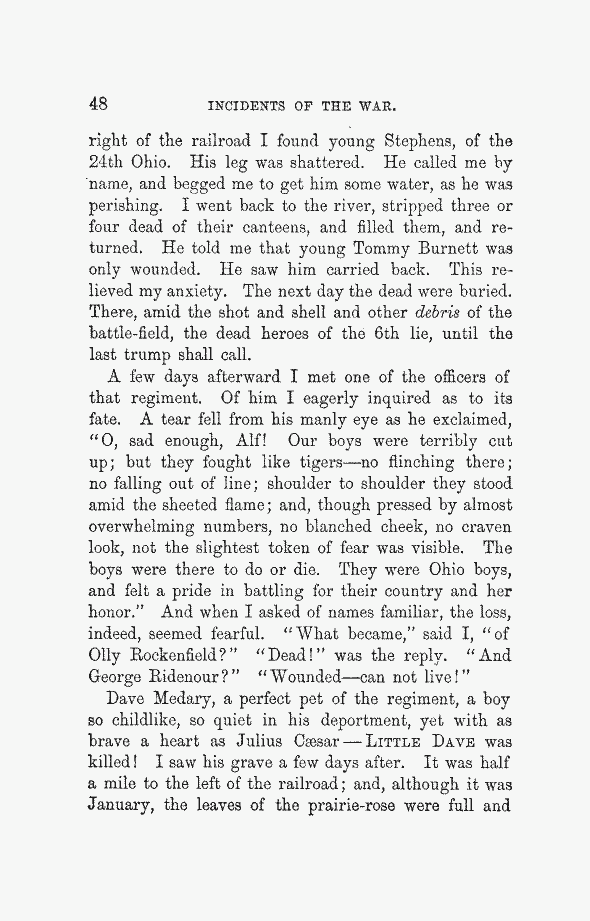 48 INCIDENTS OF THE WAR.
right of the railroad I found young Stephens, of the
24th Ohio. His leg was shattered. He called me by
name, and begged me to get him some water, as he was
perishing. I went back to the river, stripped three or
four dead of their canteens, and filled them, and re-
turned. He told me that young Tommy Burnett was
only wounded. He saw him carried back. This re-
lieved my anxiety. The next day the dead were buried.
There, amid the shot and shell and other debris of the
battle-field, the dead heroes of the 6th lie, until the
last trump shall call.
A few days afterward I met one of the officers of
that regiment. Of him I eagerly inquired as to its
fate. A tear fell from his manly eye as he exclaimed,
"O, sad enough, Alf! Our boys were terribly cut
up; but they fought like tigers—no flinching there;
no falling out of line; shoulder to shoulder they stood
amid the sheeted flame; and, though pressed by almost
overwhelming numbers, no blanched cheek, no craven
look, not the slightest token of fear was visible. The
boys were there to do or die. They were Ohio boys,
and felt a pride in battling for their country and her
honor." And when I asked of names familiar, the loss,
indeed, seemed fearful. "What became," said I, "of
Olly Rockenfield?" "Dead!" was the reply. "And
George Ridenour?" "Wounded—can not live!"
Dave Medary, a perfect pet of the regiment, a boy
so childlike, so quiet in his deportment, yet with as
brave a heart as Julius Cæsar—LITTLE DAVE was
killed! I saw his grave a few days after. It was half
a mile to the left of the railroad; and, although it was
January, the leaves of the prairie-rose were full and